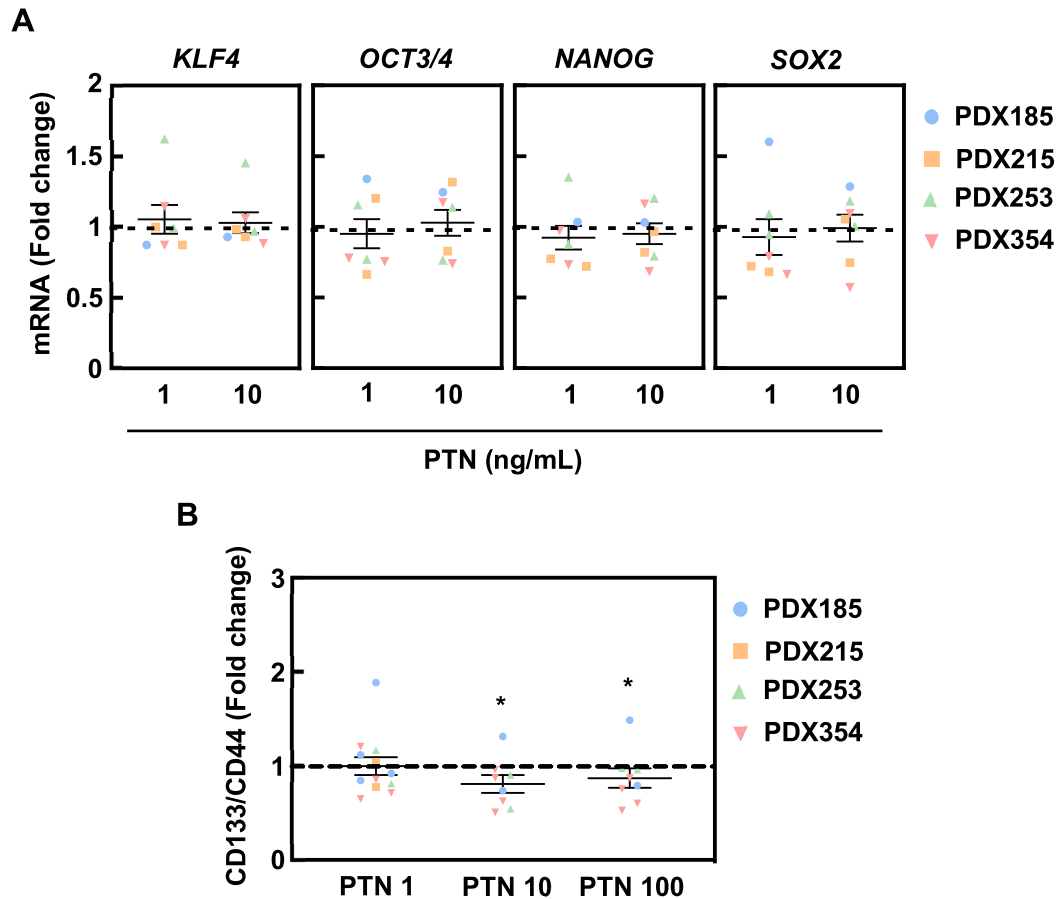 A
KLF4 OCT3/4 NANOG SOX2
mRNA (Fold change)
2
1.5
1
0.5
0
1 10 1 10 1 10 1 10
PTN (ng/mL)
PDX185
PDX215
PDX253
PDX354
B
CD133/CD44 (Fold change)
3
2
1
0
* *
PTN 1 PTN 10 PTN 100
PDX185
PDX215
PDX253
PDX354